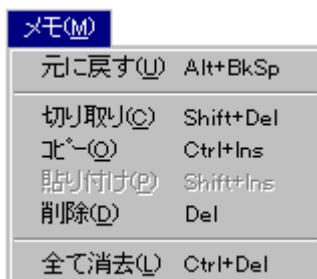 メモ(M)
元に戻す(U) Alt+BkSp
切り取り(C) Shift+Del
ｺﾋﾟｰ(O) Ctrl+Ins
貼り付け(P) Shift+Ins
削除(D) Del
全て消去(L) Ctrl+Del